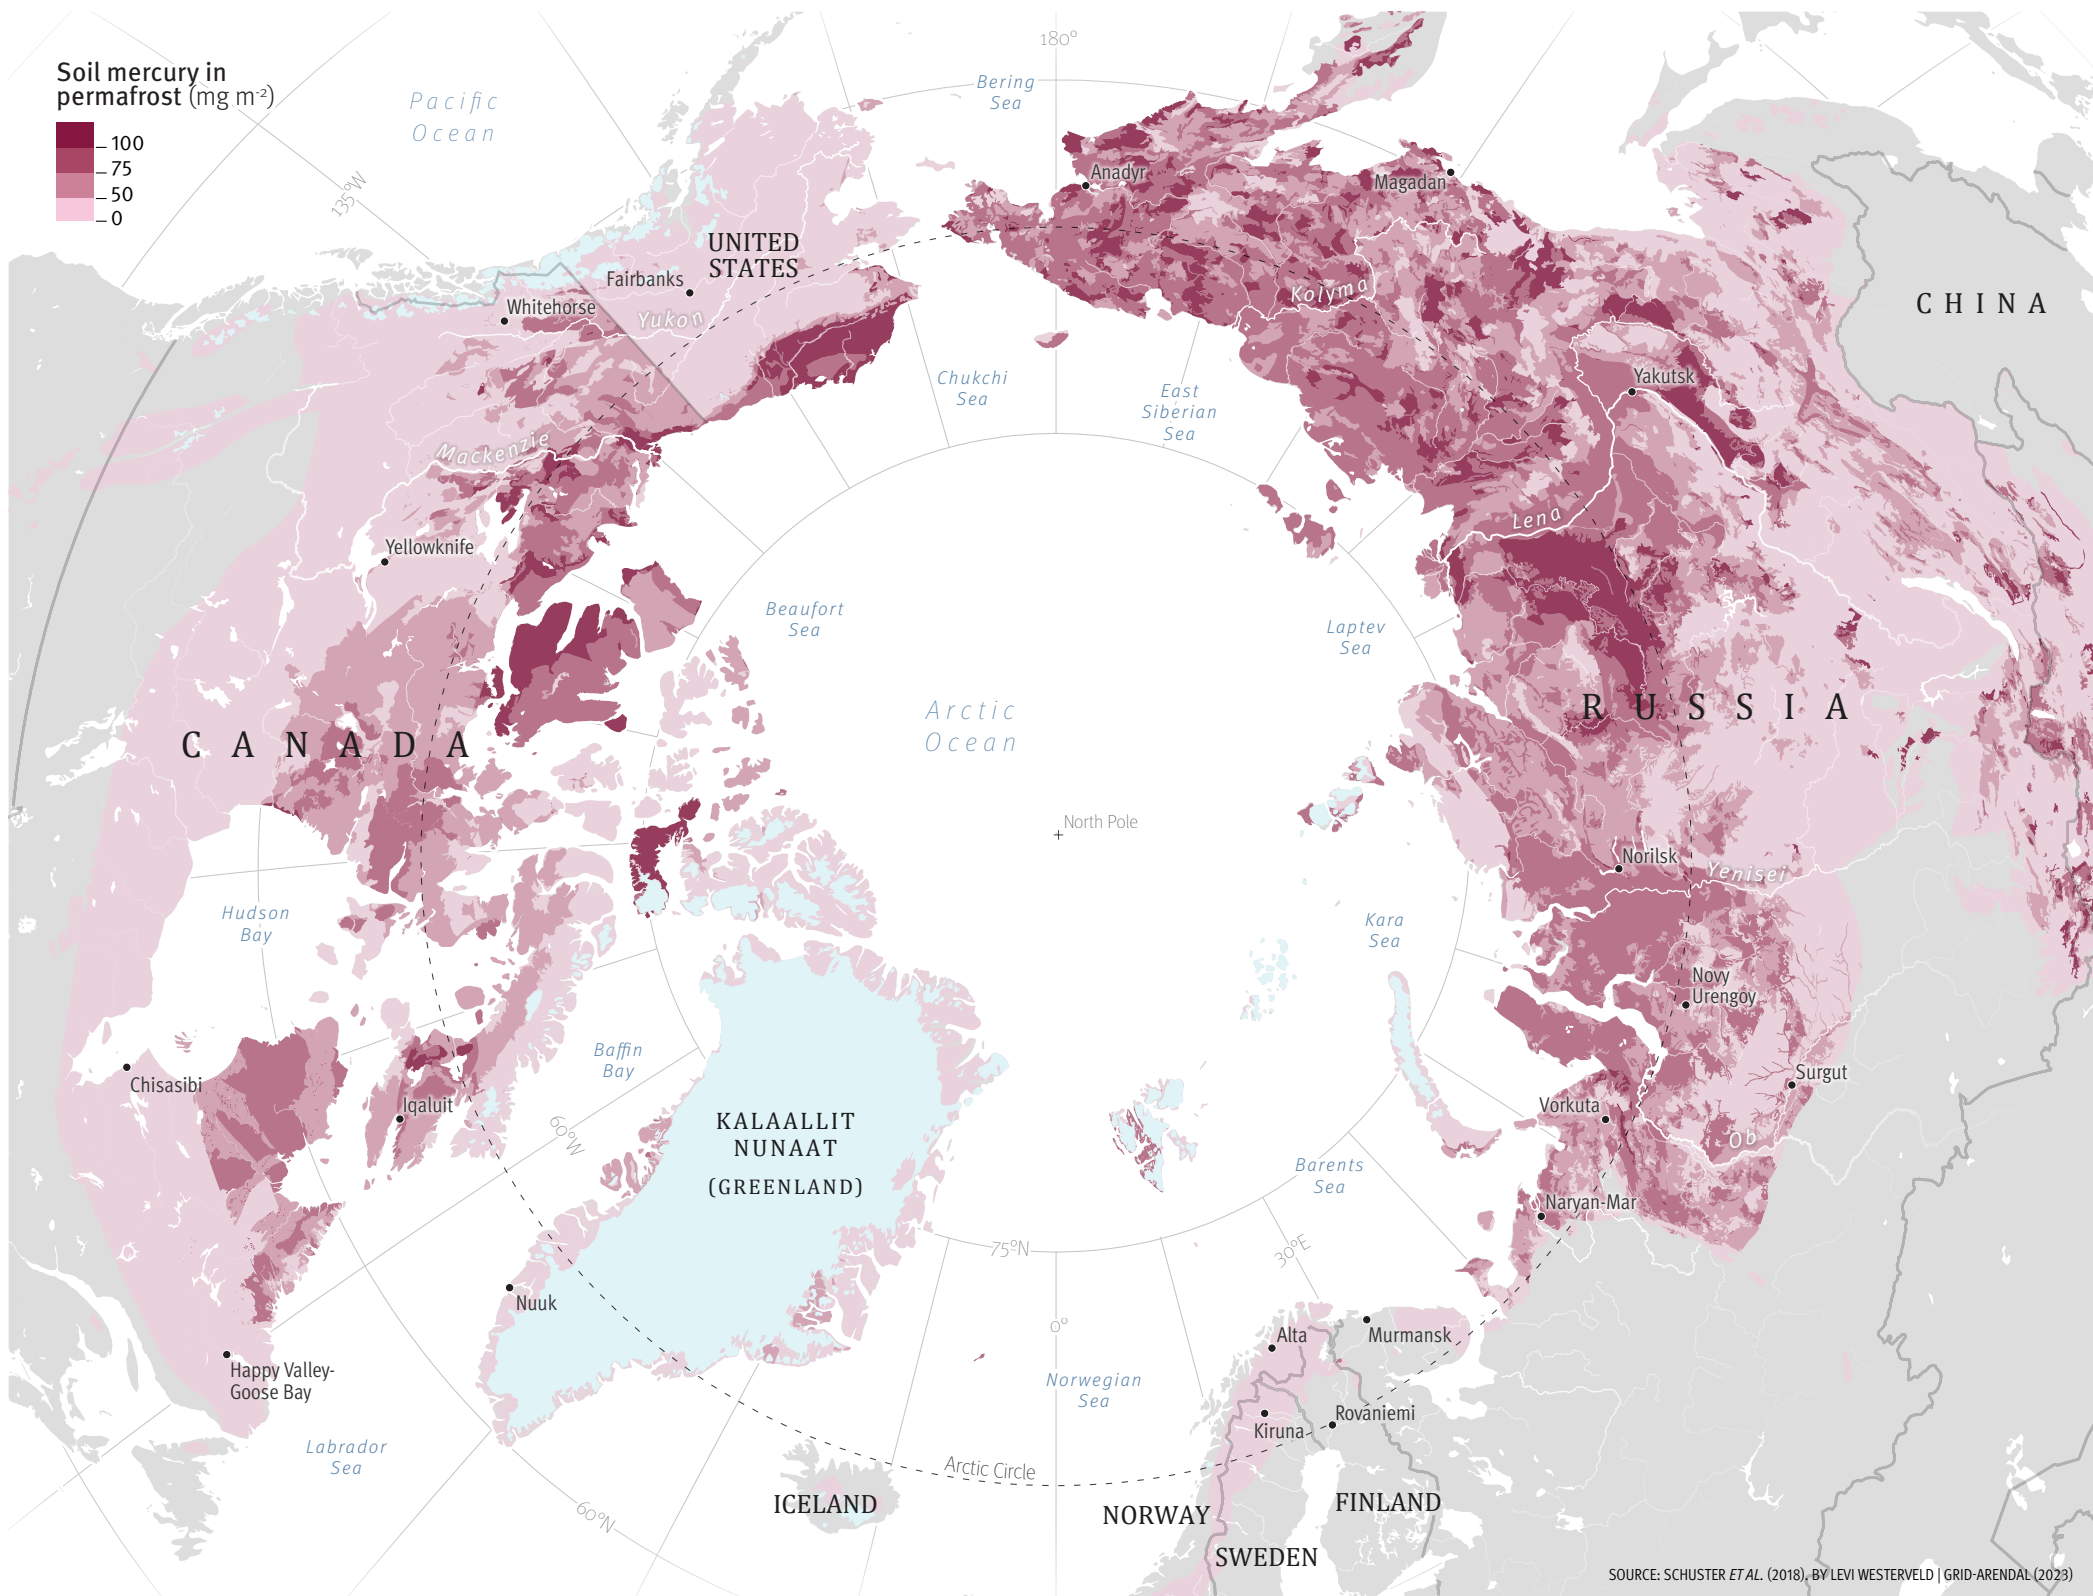 Soil mercury in
permafrost (mg m-2)
100
75
50
0
Pacific
Ocean
180°
Bering
Sea
135°W
Anadyr
Magadan
UNITED
STATES
Fairbanks
Whitehorse
Yukon
Kolyma
CHINA
Chukchi
Sea
East
Siberian
Sea
Yakutsk
Mackenzie
Lena
Yellowknife
Beaufort
Sea
Laptev
Sea
Arctic
Ocean
RUSSIA
CANADA
North Pole
Norilsk
Yenisei
Hudson
Bay
Kara
Sea
Novy
Urengoy
Baffin
Bay
Chisasibi
Iqaluit
60°W
Surgut
Vorkuta
Ob
KALAALLIT
NUNAAT
(GREENLAND)
Barents
Sea
Naryan-Mar
75°N
30°E
Nuuk
0°
Alta
Murmansk
Happy Valley-
Goose Bay
Norwegian
Sea
Kiruna
Rovaniemi
Labrador
Sea
Arctic Circle
60°N
ICELAND
NORWAY
FINLAND
SWEDEN
SOURCE: SCHUSTER ET AL. (2018). BY LEVI WESTERVELD | GRID-ARENDAL (2023)